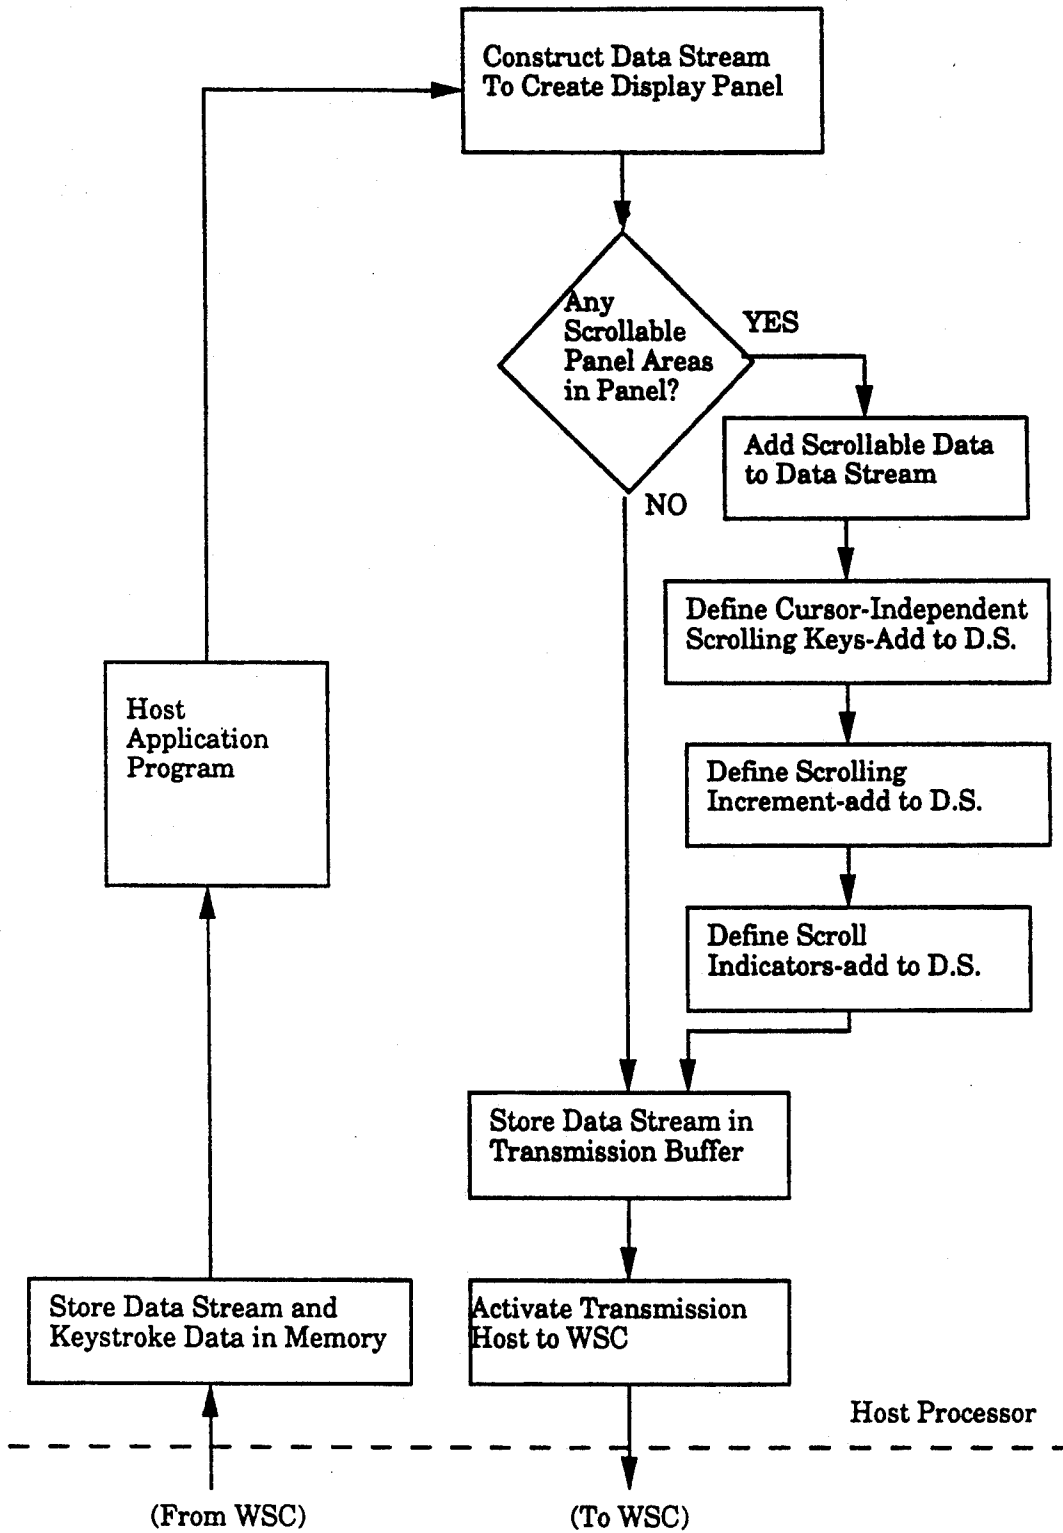 Construct Data Stream
To Create Display Panel
Any
Scrollable
Panel Areas
in Panel?
YES
NO
Add Scrollable Data
to Data Stream
Define Cursor-Independent
Scrolling Keys-Add to D.S.
Define Scrolling
Increment-add to D.S.
Define Scroll
Indicators-add to D.S.
Host
Application
Program
Store Data Stream in
Transmission Buffer
Store Data Stream and
Keystroke Data in Memory
Activate Transmission
Host to WSC
Host Processor
(From WSC)
(To WSC)